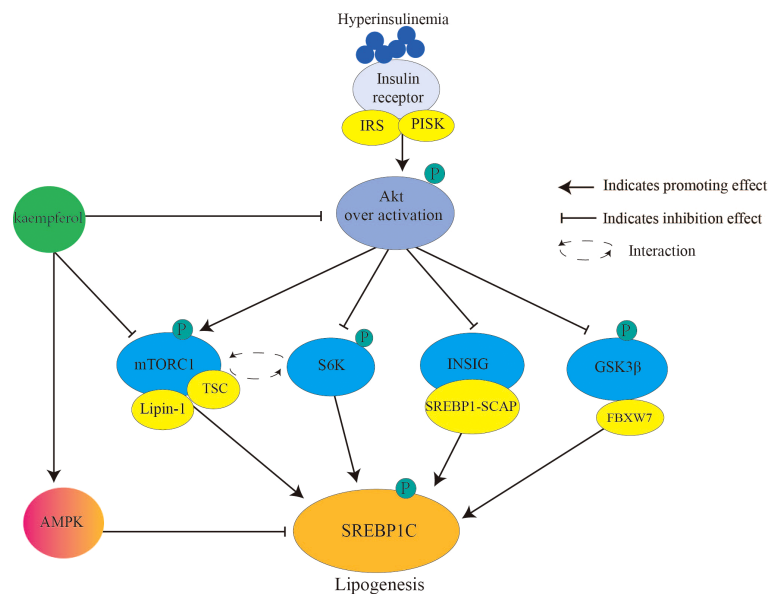 Hyperinsulinemia
Insulin
receptor
IRS
PISK
P
Akt
over activation
kaempferol
Indicates promoting effect
Indicates inhibition effect
Interaction
P
mTORC1
TSC
Lipin-1
P
S6K
INSIG
SREBP1-SCAP
P
GSK3β
FBXW7
AMPK
P
SREBP1C
Lipogenesis